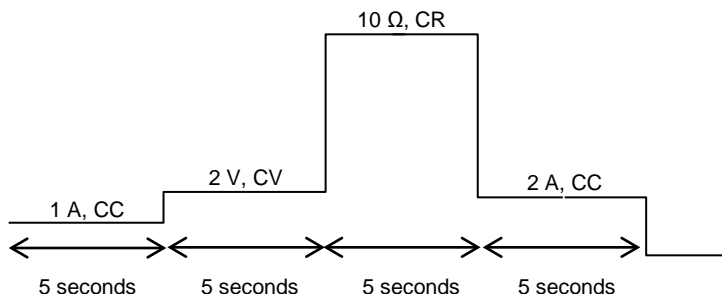 10 Ω, CR
2 V, CV
2 A, CC
1 A, CC
5 seconds
5 seconds
5 seconds
5 seconds